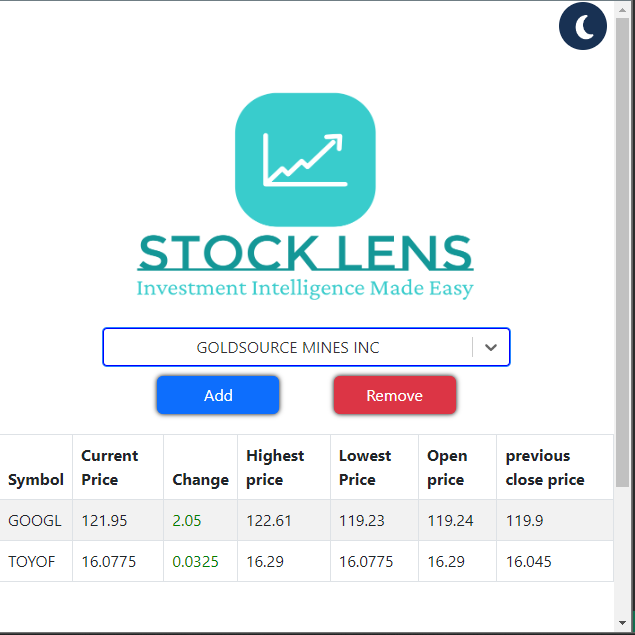 STOCK LENS
Investment Intelligence Made Easy
GOLDSOURCE MINES INC
Add Remove
Symbol Current Price Change Highest price Lowest Price Open price previous close price
GOOGL 121.95 2.05 122.61 119.23 119.24 119.9
TOYOF 16.0775 0.0325 16.29 16.0775 16.29 16.045